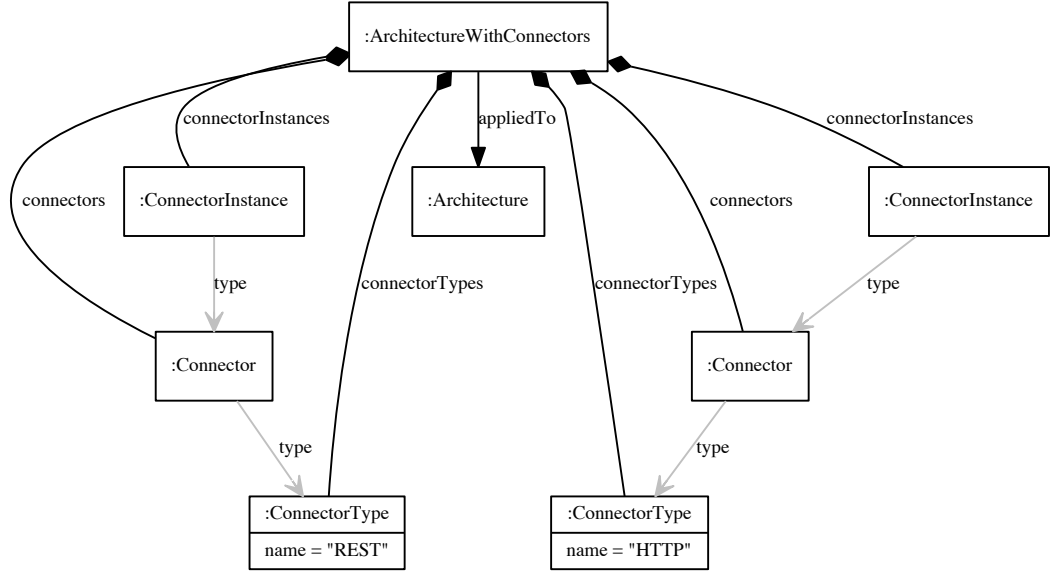 :ArchitectureWithConnectors
connectorInstances
appliedTo
connectorInstances
connectors
:ConnectorInstance
:Architecture
connectors
:ConnectorInstance
type
connectorTypes
connectorTypes
type
:Connector
:Connector
type
type
:ConnectorType
name = "REST"
:ConnectorType
name = "HTTP"